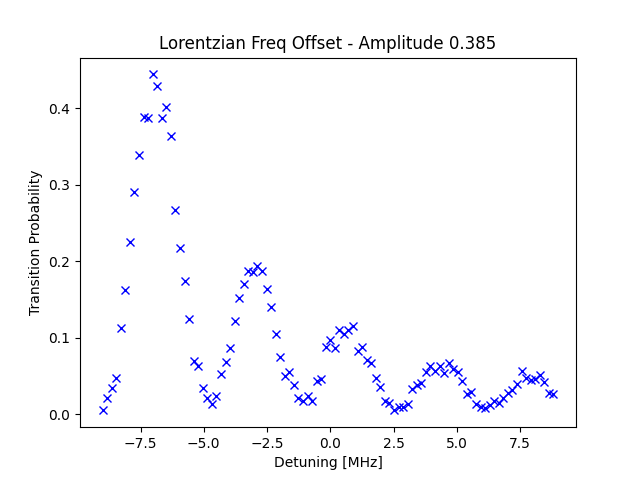 Lorentzian Freq Offset - Amplitude 0.385
Transition Probability
0.4
0.3
0.2
0.1
0.0
−7.5 −5.0 −2.5 0.0 2.5 5.0 7.5
Detuning [MHz]